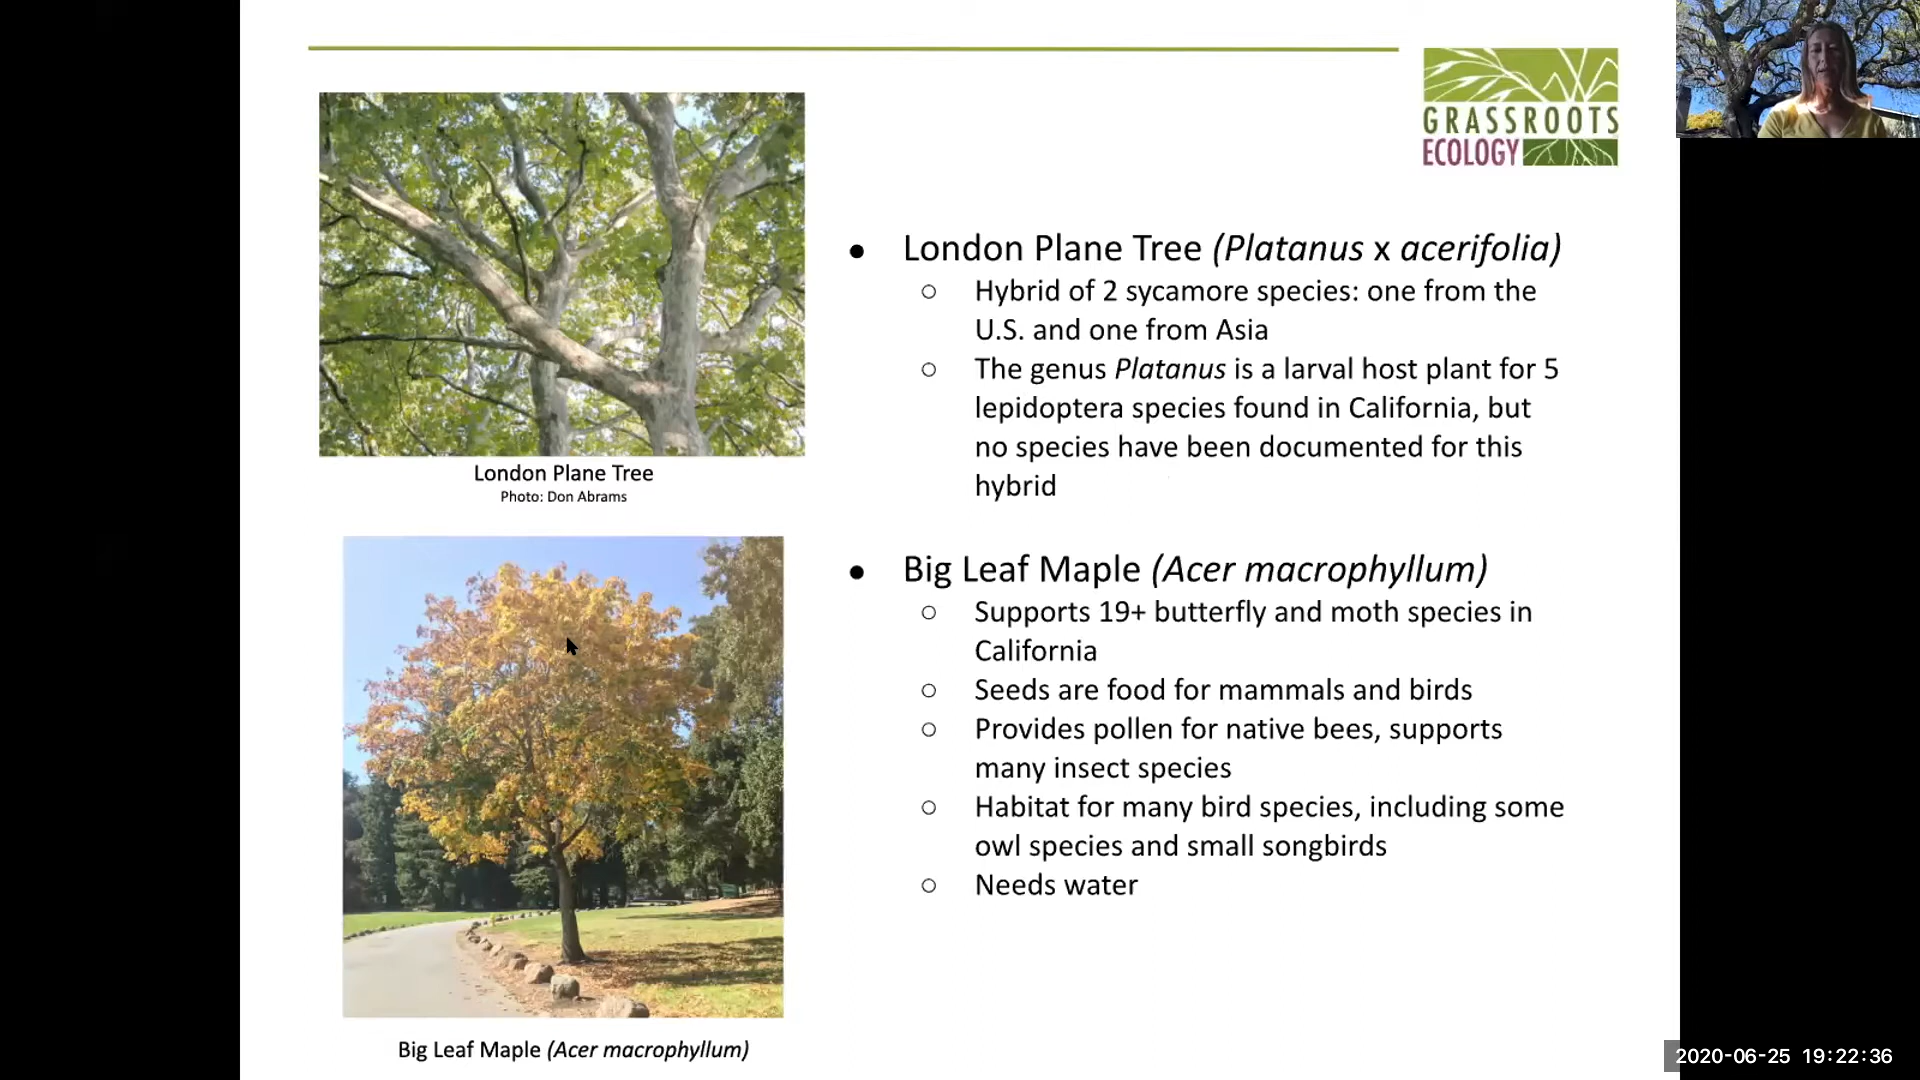 GRASSROOTS
ECOLOGY
London Plane Tree
Photo: Don Abrams
Big Leaf Maple (Acer macrophyllum)
● London Plane Tree (Platanus x acerifolia)
○ Hybrid of 2 sycamore species: one from the
U.S. and one from Asia
○ The genus Platanus is a larval host plant for 5
lepidoptera species found in California, but
no species have been documented for this
hybrid
● Big Leaf Maple (Acer macrophyllum)
○ Supports 19+ butterfly and moth species in
California
○ Seeds are food for mammals and birds
○ Provides pollen for native bees, supports
many insect species
○ Habitat for many bird species, including some
owl species and small songbirds
○ Needs water
2020-06-25 19:22:36